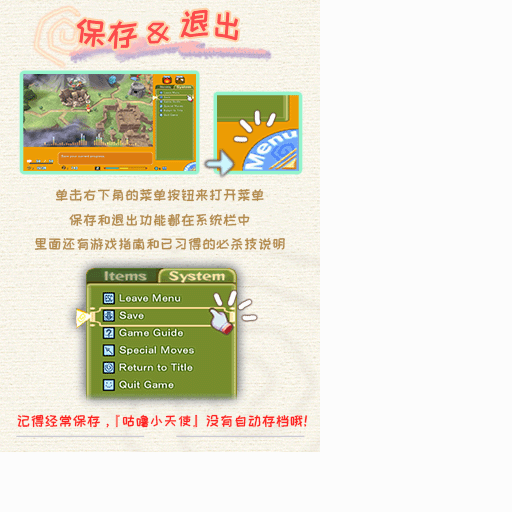 保存 & 退出
Menu
单击右下角的菜单按钮来打开菜单
保存和退出功能都在系统栏中
里面还有游戏指南和已习得的必杀技说明
Items System
Leave Menu
Save
Game Guide
Special Moves
Return to Title
Quit Game
记得经常保存，『咕噜小天使』没有自动存档哦!